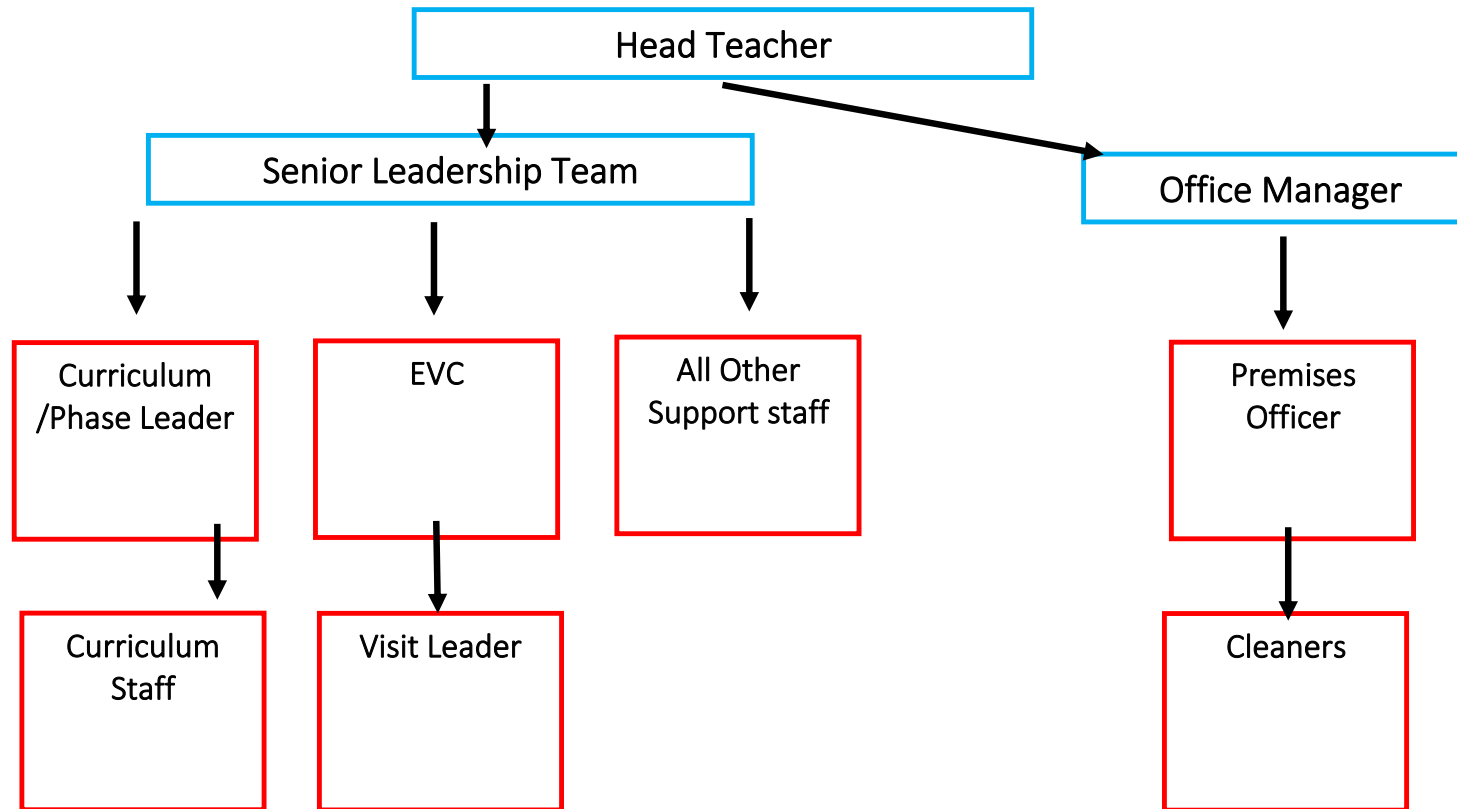 Head Teacher
Senior Leadership Team
Office Manager
Curriculum
/Phase Leader
EVC
All Other
Support staff
Premises
Officer
Curriculum
Staff
Visit Leader
Cleaners